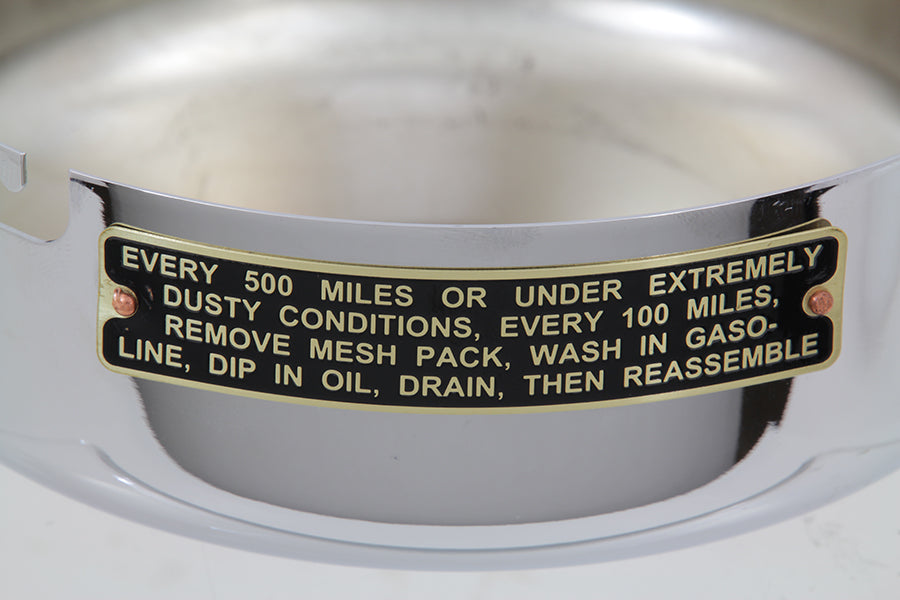 EVERY 500 MILES OR UNDER EXTREMELY
DUSTY CONDITIONS, EVERY 100 MILES,
REMOVE MESH PACK, WASH IN GASO-
LINE, DIP IN OIL, DRAIN, THEN REASSEMBLE